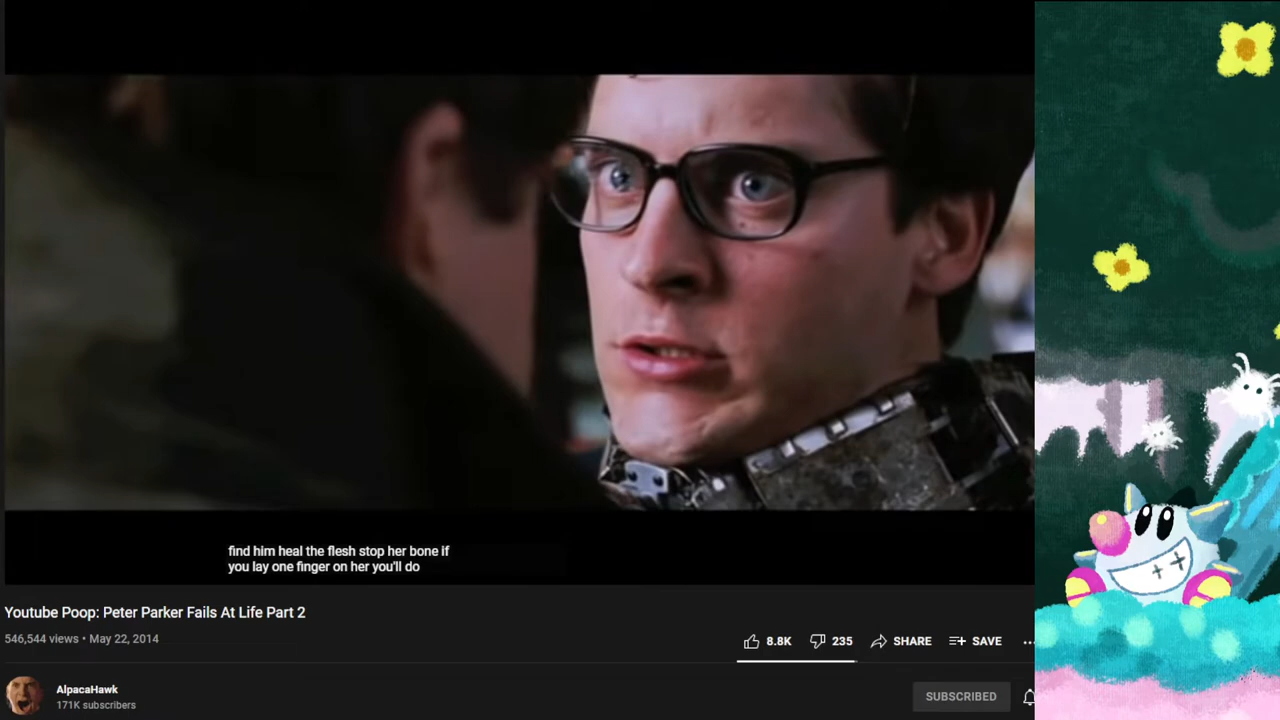 find him heal the flesh stop her bone if
you lay one finger on her you'll do
Youtube Poop: Peter Parker Fails At Life Part 2
546,544 views • May 22, 2014
8.8K 235 SHARE SAVE
AlpacaHawk
171K subscribers
SUBSCRIBED